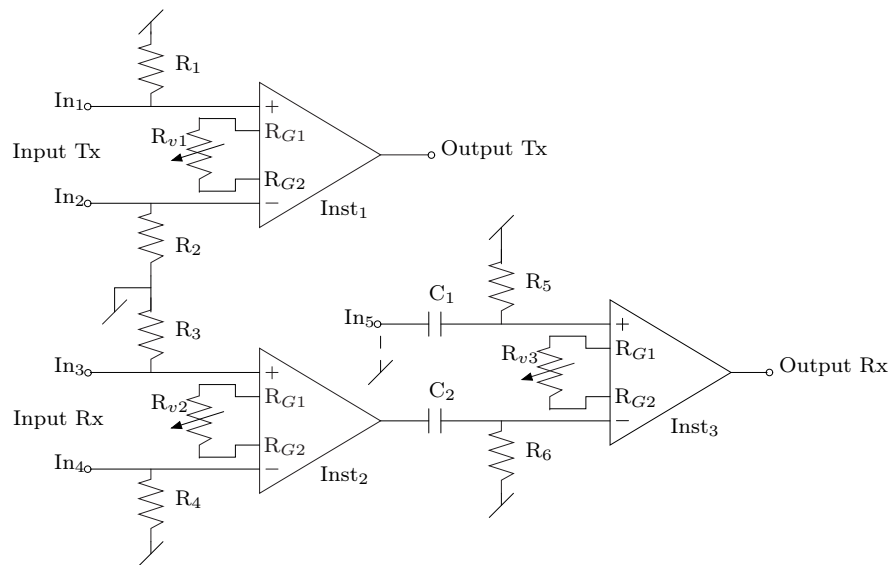 R1
In1
+
Rv1
RG1
Input Tx
Output Tx
RG2
In2
−
Inst1
R2
R5
C1
In5
+
R3
Rv3
RG1
In3
+
Output Rx
Rv2
RG1
C2
RG2
Input Rx
−
Inst3
RG2
R6
In4
−
Inst2
R4